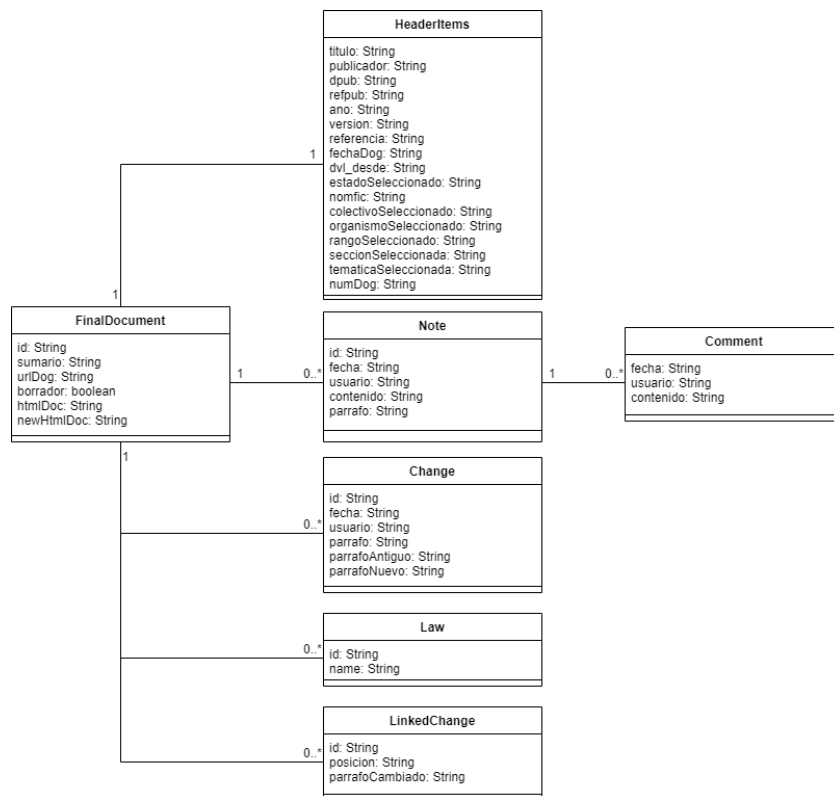 HeaderItems
titulo: String
publicador: String
dpub: String
refpub: String
ano: String
version: String
referencia: String
fechaDog: String
dvl_desde: String
estadoSeleccionado: String
nomfic: String
colectivoSeleccionado: String
organismoSeleccionado: String
rangoSeleccionado: String
seccionSeleccionada: String
tematicaSeleccionada: String
numDog: String
1
1
FinalDocument
id: String
sumario: String
urlDog: String
borrador: boolean
htmlDoc: String
newHtmlDoc: String
1
0..*
Note
id: String
fecha: String
usuario: String
contenido: String
parrafo: String
1
0..*
Comment
fecha: String
usuario: String
contenido: String
1
0..*
Change
id: String
fecha: String
usuario: String
parrafo: String
parrafoAntiguo: String
parrafoNuevo: String
0..*
Law
id: String
name: String
0..*
LinkedChange
id: String
posicion: String
parrafoCambiado: String